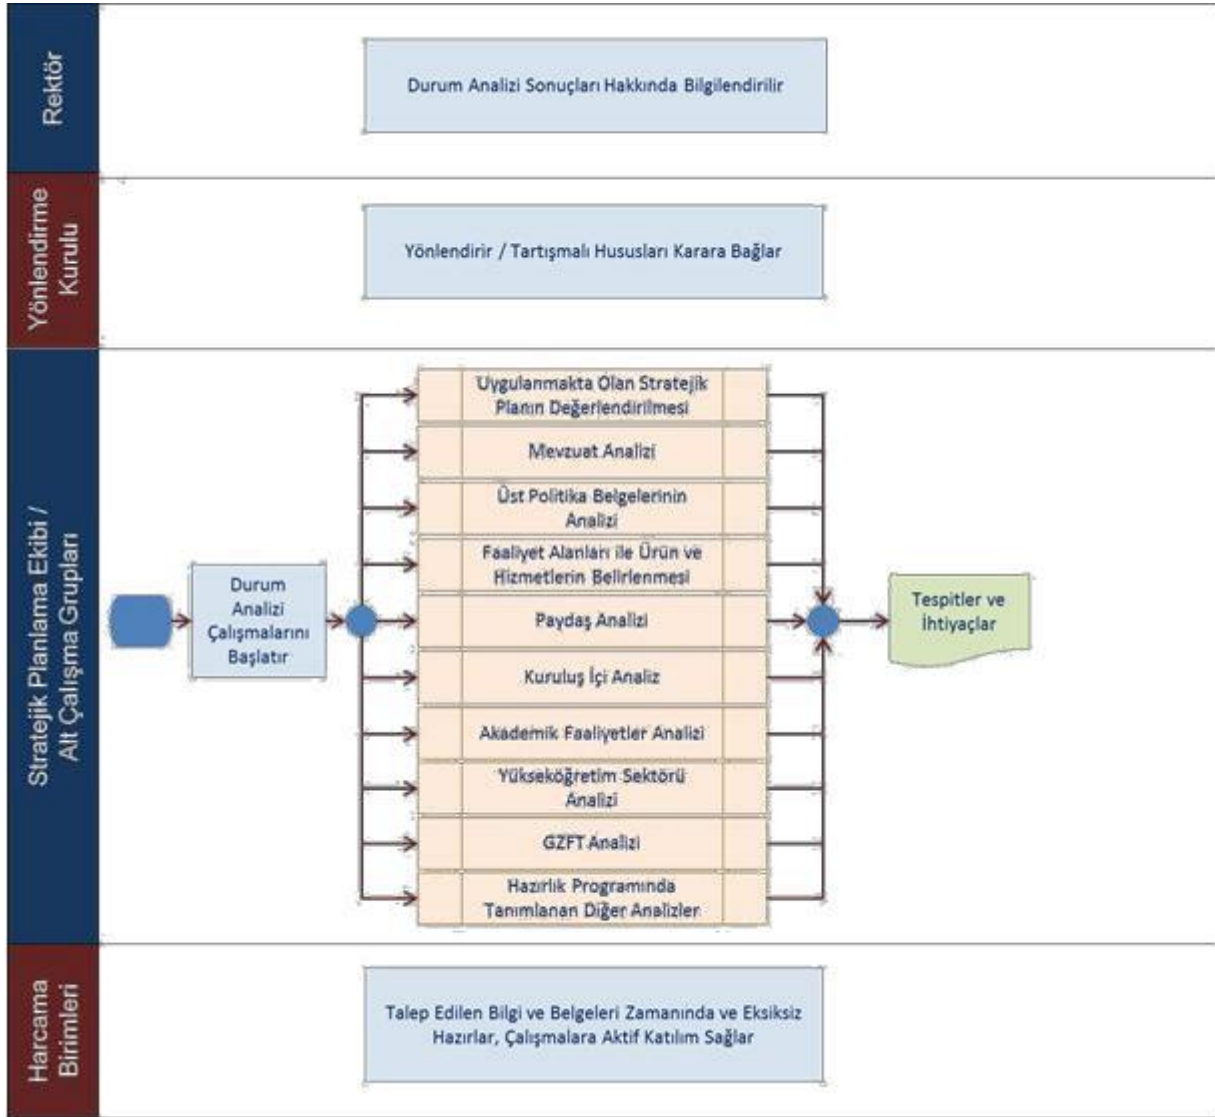 Rektör
Durum Analizi Sonuçları Hakkında Bilgilendirilir
Yönlendirme
Kurulu
Yönlendirir / Tartışmalı Hususları Karara Bağlar
Stratejik Planlama Ekibi /
Alt Çalışma Grupları
Durum
Analizi
Çalışmalarını
Başlatır
Uygulanmakta Olan Stratejik
Planın Değerlendirilmesi
Mevzuat Analizi
Üst Politika Belgelerinin
Analizi
Faaliyet Alanları ile Ürün ve
Hizmetlerin Belirlenmesi
Paydaş Analizi
Kuruluş İçi Analiz
Akademik Faaliyetler Analizi
Yükseköğretim Sektörü
Analizi
GZFT Analizi
Hazırlık Programında
Tanımlanan Diğer Analizler
Tespitler ve
İhtiyaçlar
Harcama
Birimleri
Talep Edilen Bilgi ve Belgeleri Zamanında ve Eksiksiz
Hazırlar, Çalışmalara Aktif Katılım Sağlar